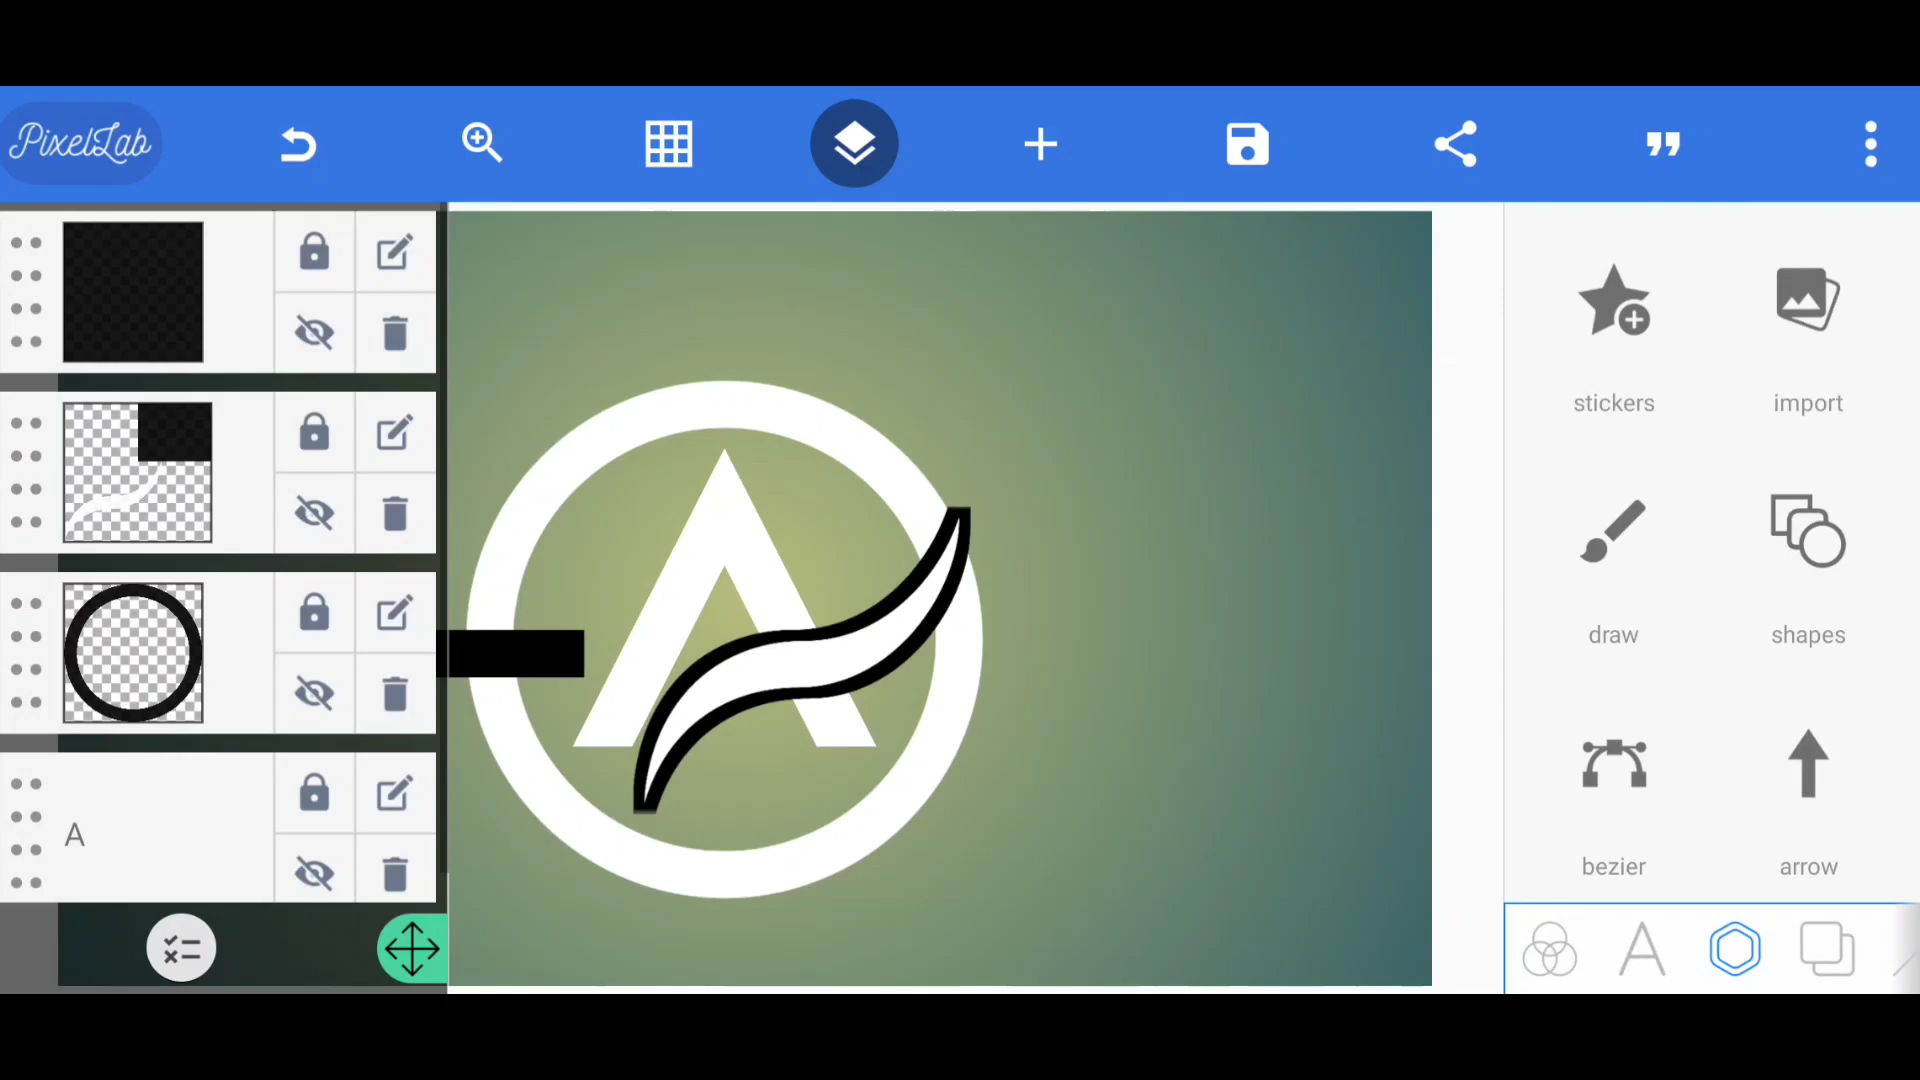 PixelLab
stickers
import
draw
shapes
bezier
arrow
A
A